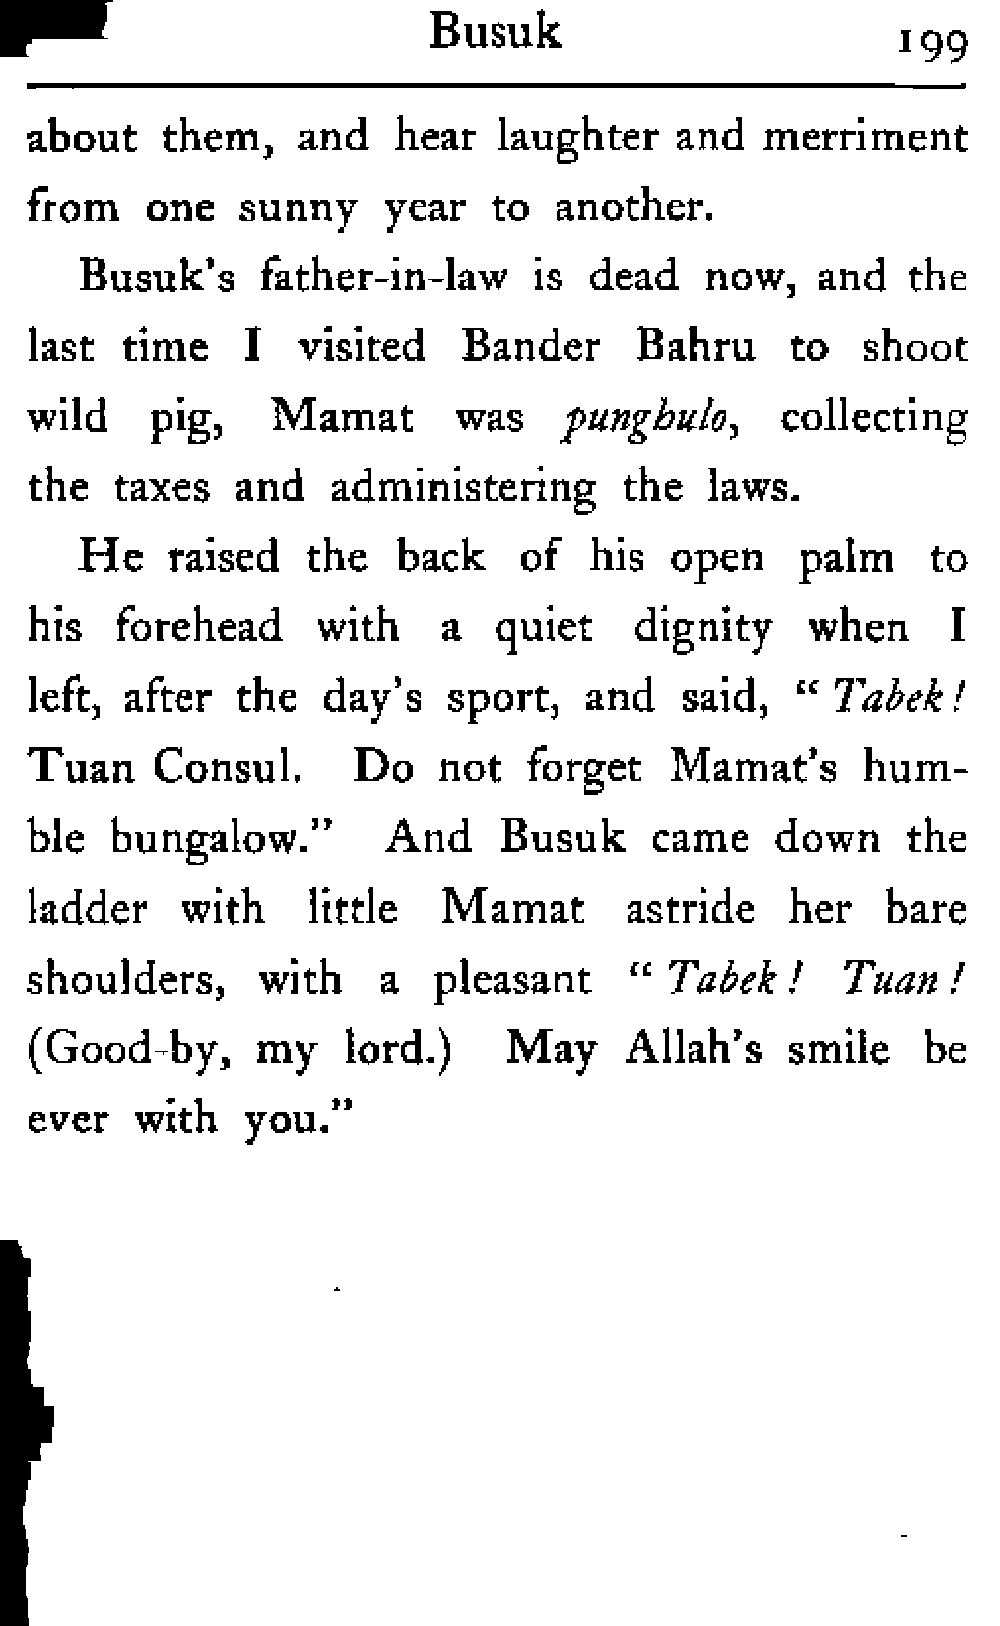 Busuk 199
about them, and hear laughter and merriment
from one sunny year to another.
Busuk's father-in-law is dead now, and the
last time I visited Bander Bahru to shoot
wild pig, Mamat was punghulo, collecting
the taxes and administering the laws.
He raised the back of his open palm to
his forehead with a quiet dignity when I
left, after the day's sport, and said, "Tabek!
Tuan Consul. Do not forget Mamat's hum-
ble bungalow." And Busuk came down the
ladder with little Mamat astride her bare
shoulders, with a pleasant "Tabek! Tuan!
(Good-by, my lord.) May Allah's smile be
ever with you."